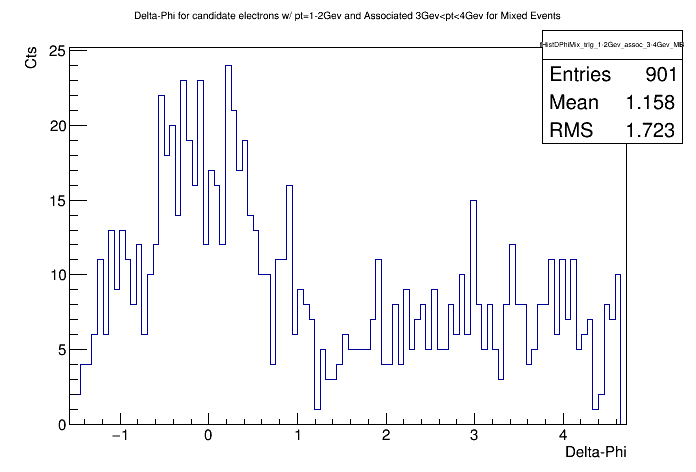 Delta-Phi for candidate electrons w/ pt=1-2Gev and Associated 3Gev<pt<4Gev for Mixed Events
Cts
HistDPhiMix_trig_1-2Gev_assoc_3-4Gev_MB
Entries 901
Mean 1.158
RMS 1.723
25
20
15
10
5
0
−1 0 1 2 3 4
Delta-Phi